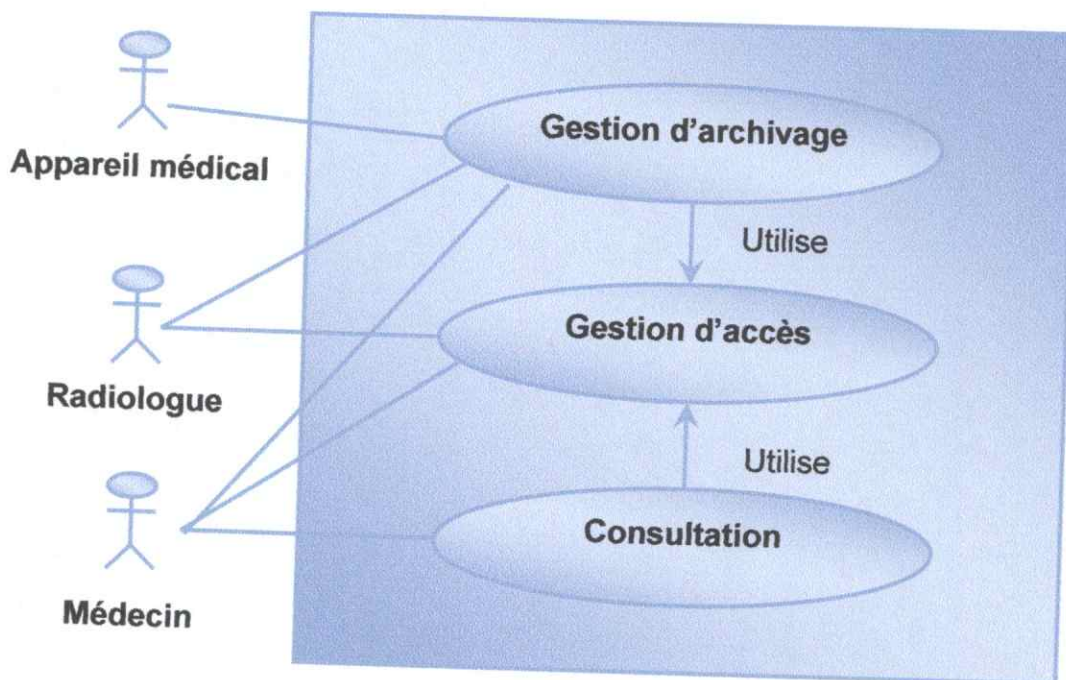 Gestion d'archivage
Appareil médical
Utilise
Gestion d'accès
Radiologue
Utilise
Consultation
Médecin